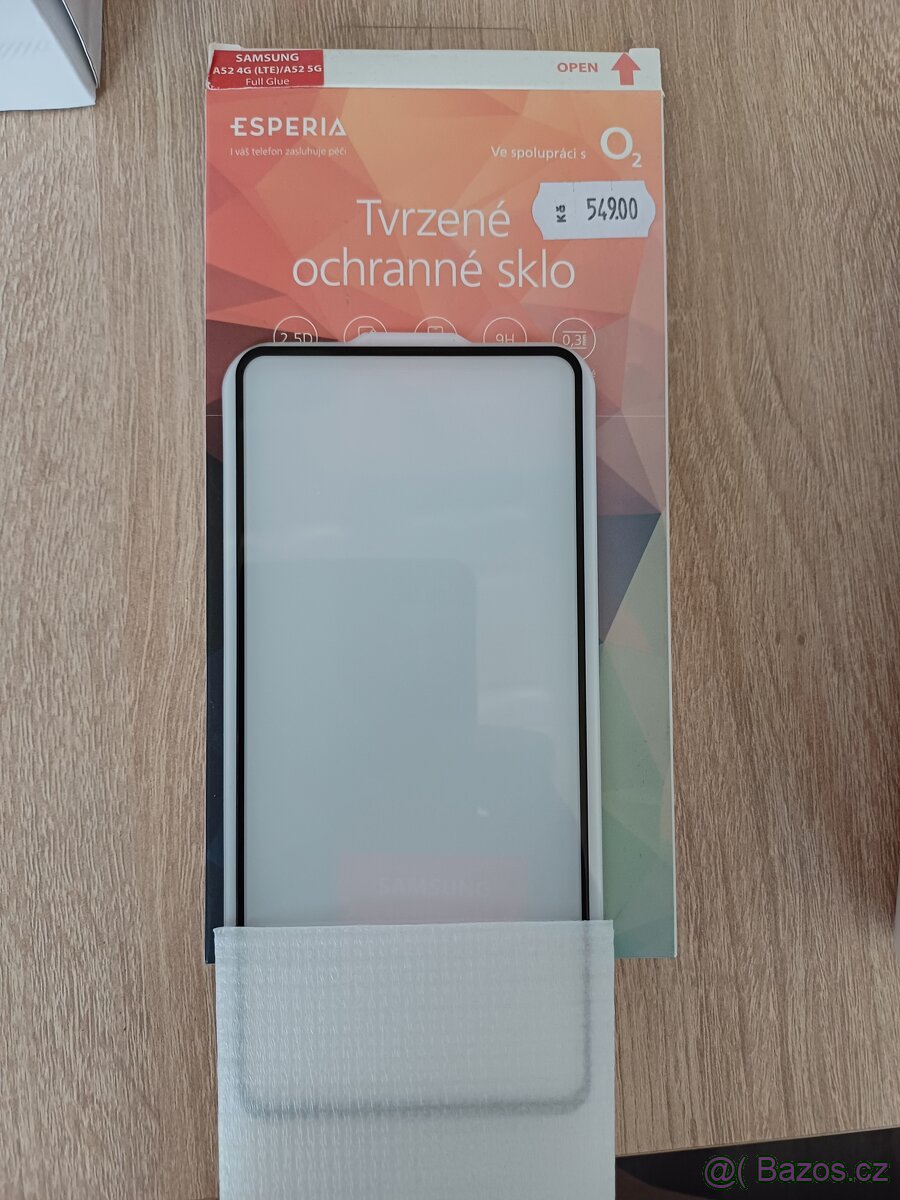 SAMSUNG
A52 4G (LTE)/A52 5G
Full Glue
OPEN
ESPERIA
I váš telefon zasluhuje péči
Ve spolupráci s O2
Kč 549.00
Tvrzené
ochranné sklo
2.5D 9H 0,3
SAMSUNG
@( Bazos.cz